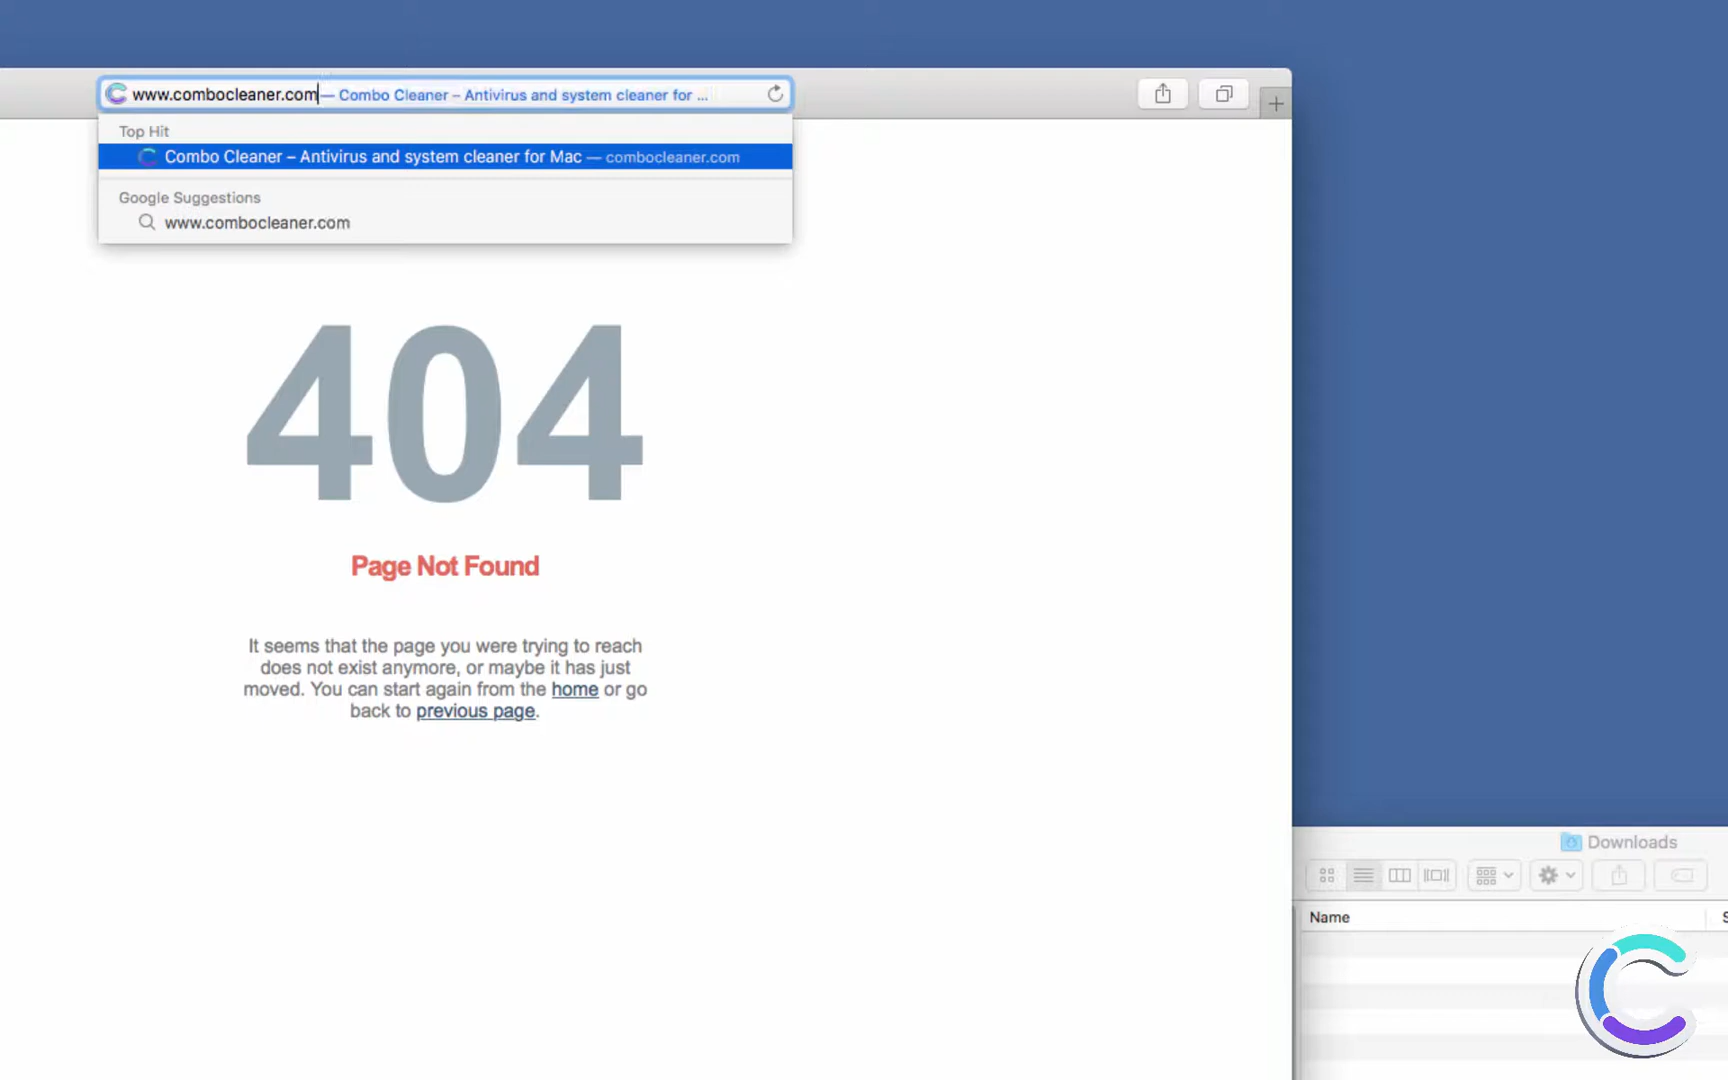 www.combocleaner.com — Combo Cleaner – Antivirus and system cleaner for ...
Top Hit
Combo Cleaner – Antivirus and system cleaner for Mac — combocleaner.com
Google Suggestions
www.combocleaner.com
404
Page Not Found
It seems that the page you were trying to reach
does not exist anymore, or maybe it has just
moved. You can start again from the home or go
back to previous page.
Downloads
Name